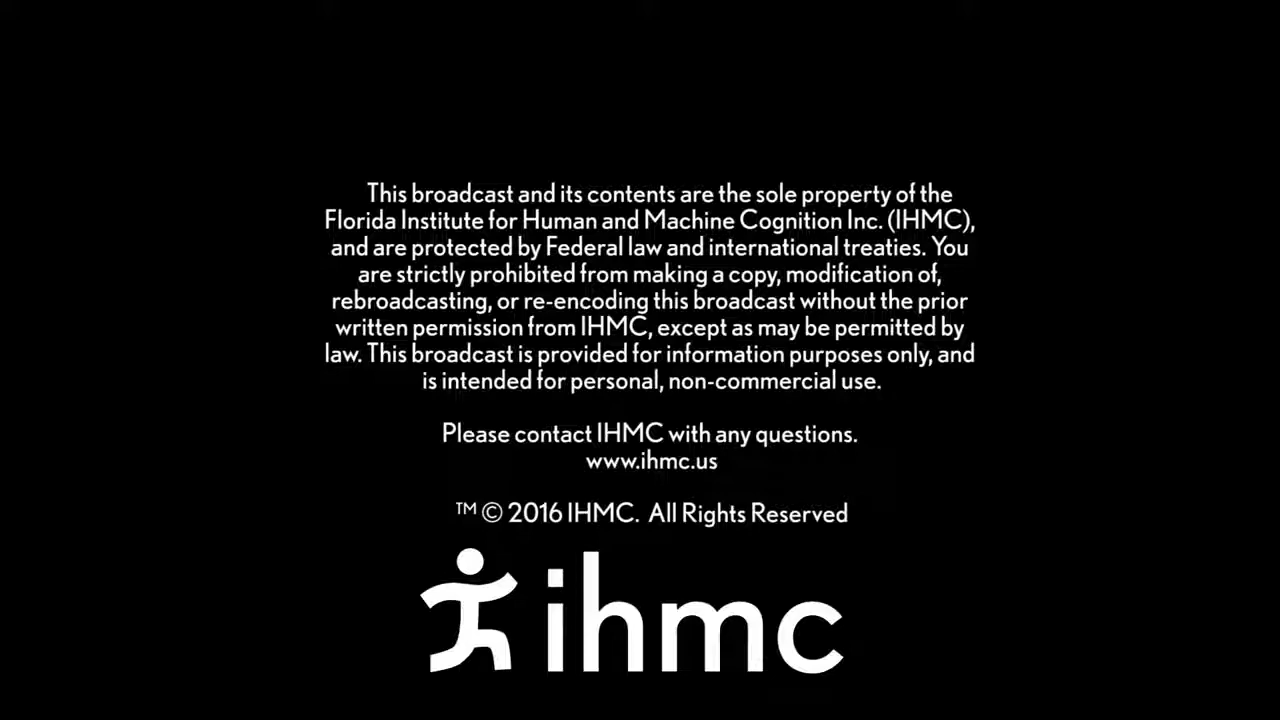 This broadcast and its contents are the sole property of the
Florida Institute for Human and Machine Cognition Inc. (IHMC),
and are protected by Federal law and international treaties. You
are strictly prohibited from making a copy, modification of,
rebroadcasting, or re-encoding this broadcast without the prior
written permission from IHMC, except as may be permitted by
law. This broadcast is provided for information purposes only, and
is intended for personal, non-commercial use.
Please contact IHMC with any questions.
www.ihmc.us
™ © 2016 IHMC. All Rights Reserved
ihmc